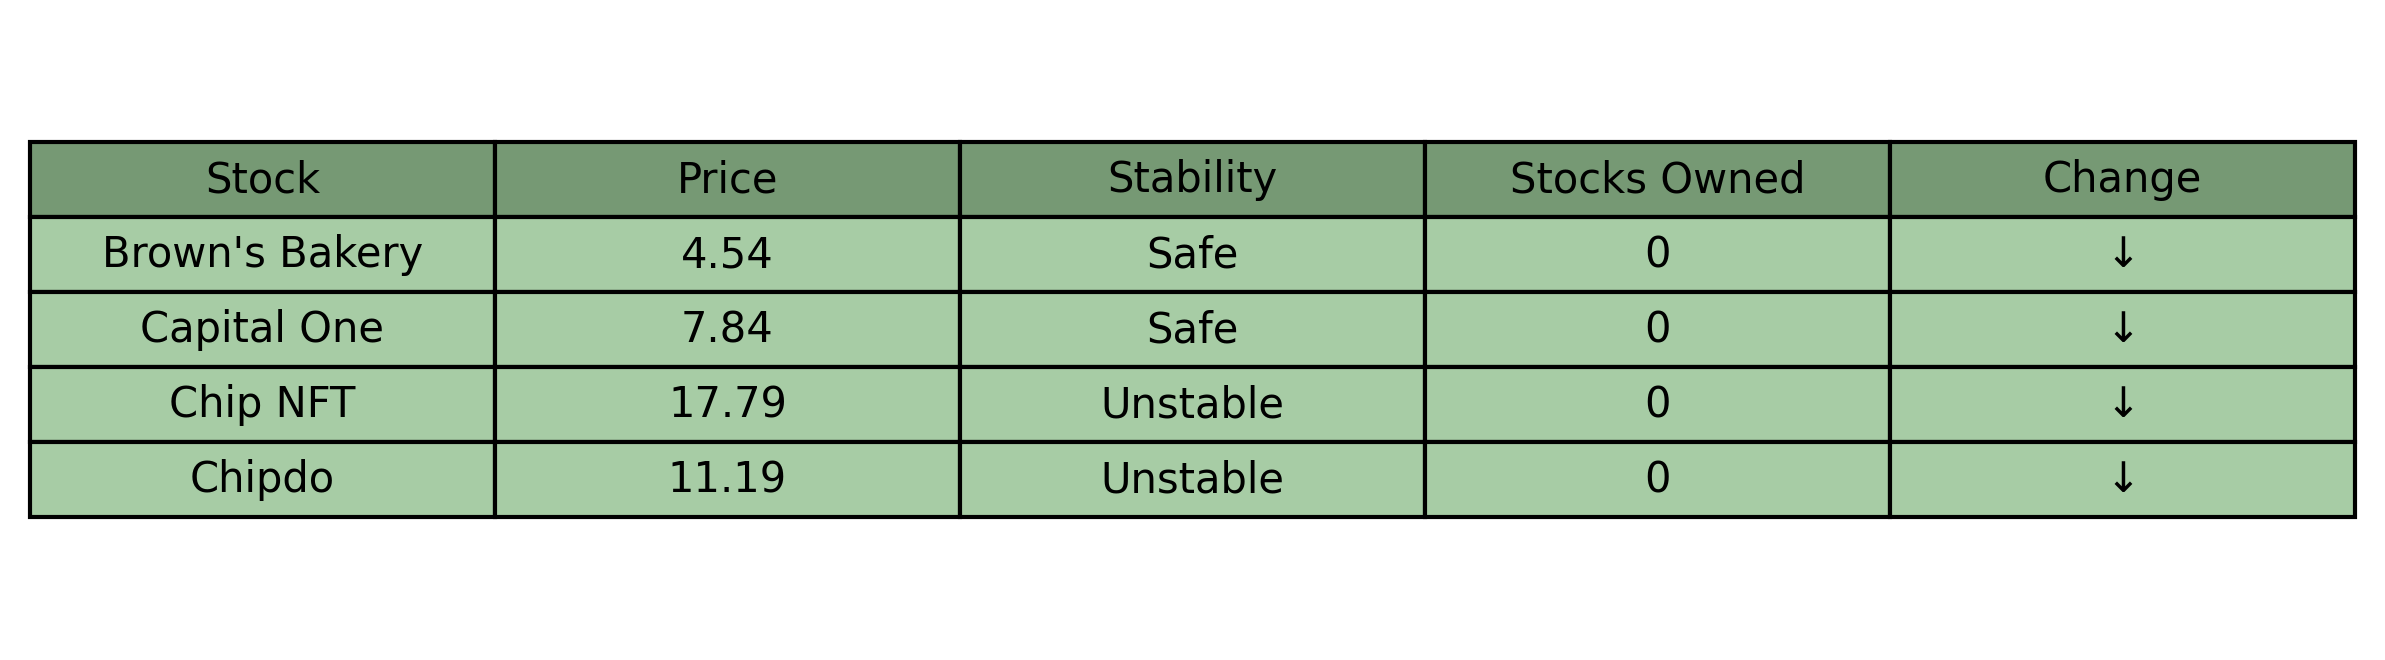 Stock Price Stability Stocks Owned Change
Brown's Bakery 4.54 Safe 0 ↓
Capital One 7.84 Safe 0 ↓
Chip NFT 17.79 Unstable 0 ↓
Chipdo 11.19 Unstable 0 ↓